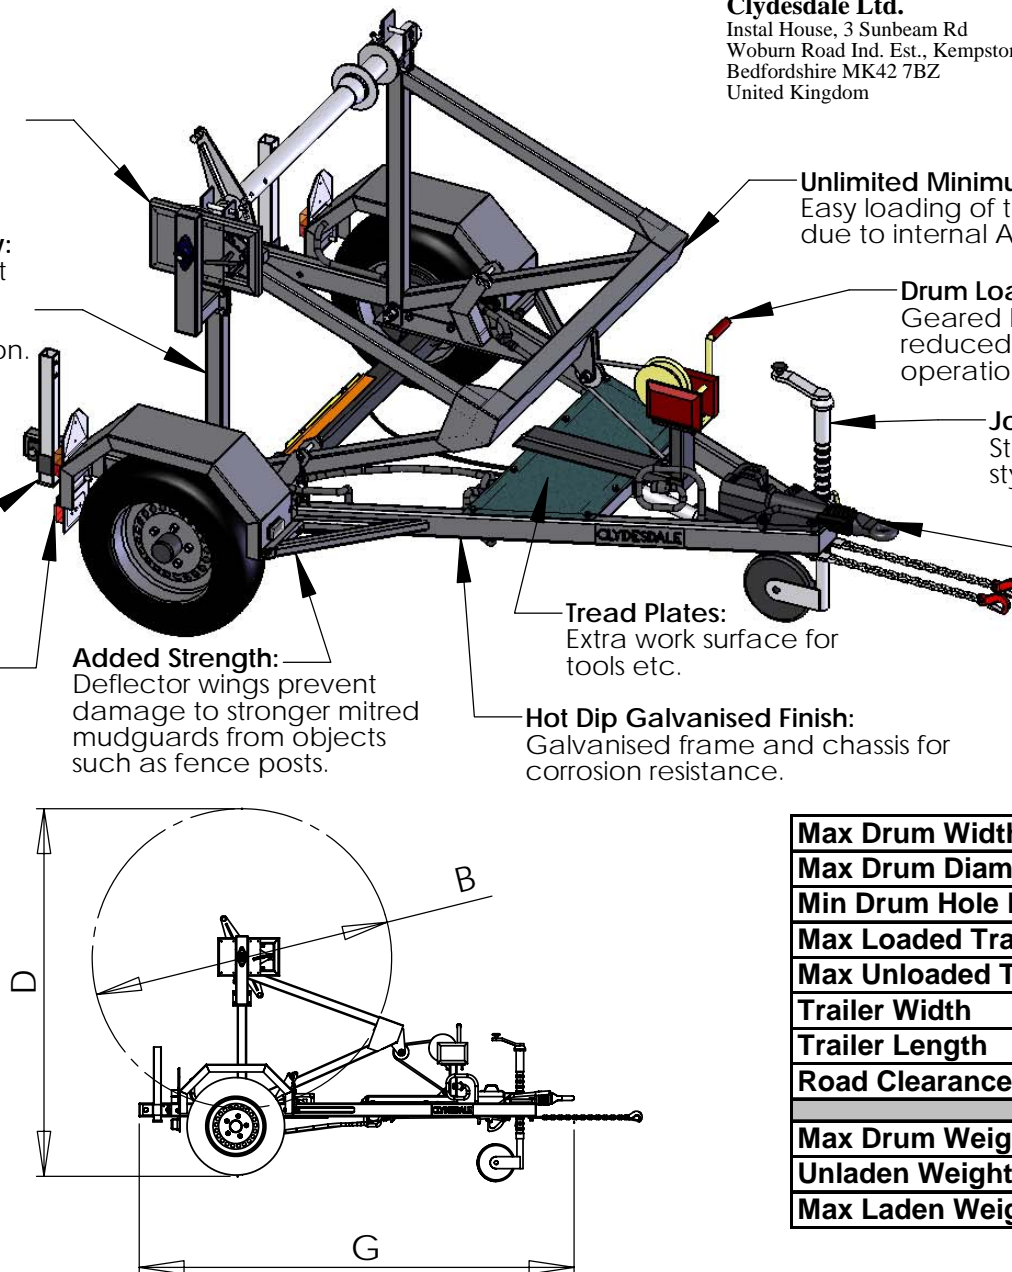 Clydesdale Ltd.
Instal House, 3 Sunbeam Rd
Woburn Road Ind. Est., Kempston
Bedfordshire MK42 7BZ
United Kingdom
Unlimited Minimu
Easy loading of t
due to internal A
y:
t
on.
Drum Loa
Geared
reduced
operatio
Jo
St
sty
CLYDESDALE
Tread Plates:
Extra work surface for
tools etc.
Added Strength:
Deflector wings prevent
damage to stronger mitred
mudguards from objects
such as fence posts.
Hot Dip Galvanised Finish:
Galvanised frame and chassis for
corrosion resistance.
B
D
CLYDESDALE
G
Max Drum Width
Max Drum Diam
Min Drum Hole
Max Loaded Tra
Max Unloaded T
Trailer Width
Trailer Length
Road Clearance
Max Drum Weig
Unladen Weight
Max Laden Weig